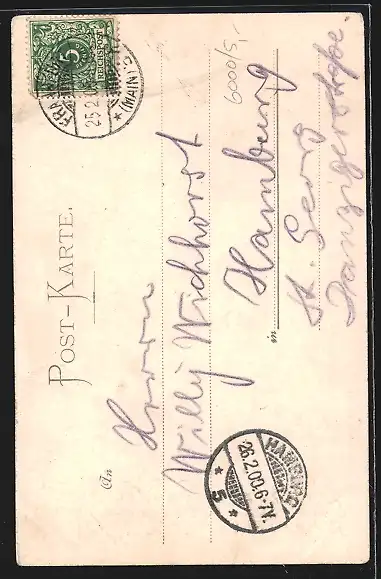 5
REICHSPOST
25.2
(MAIN)
6000/5,-
POST-KARTE.
An
Herrn
Willy Wichhorst
in
Hamburg
St. Georg
Danzigerstraße.
HAMBURG
26.2.00.6-7V.
* 5 *